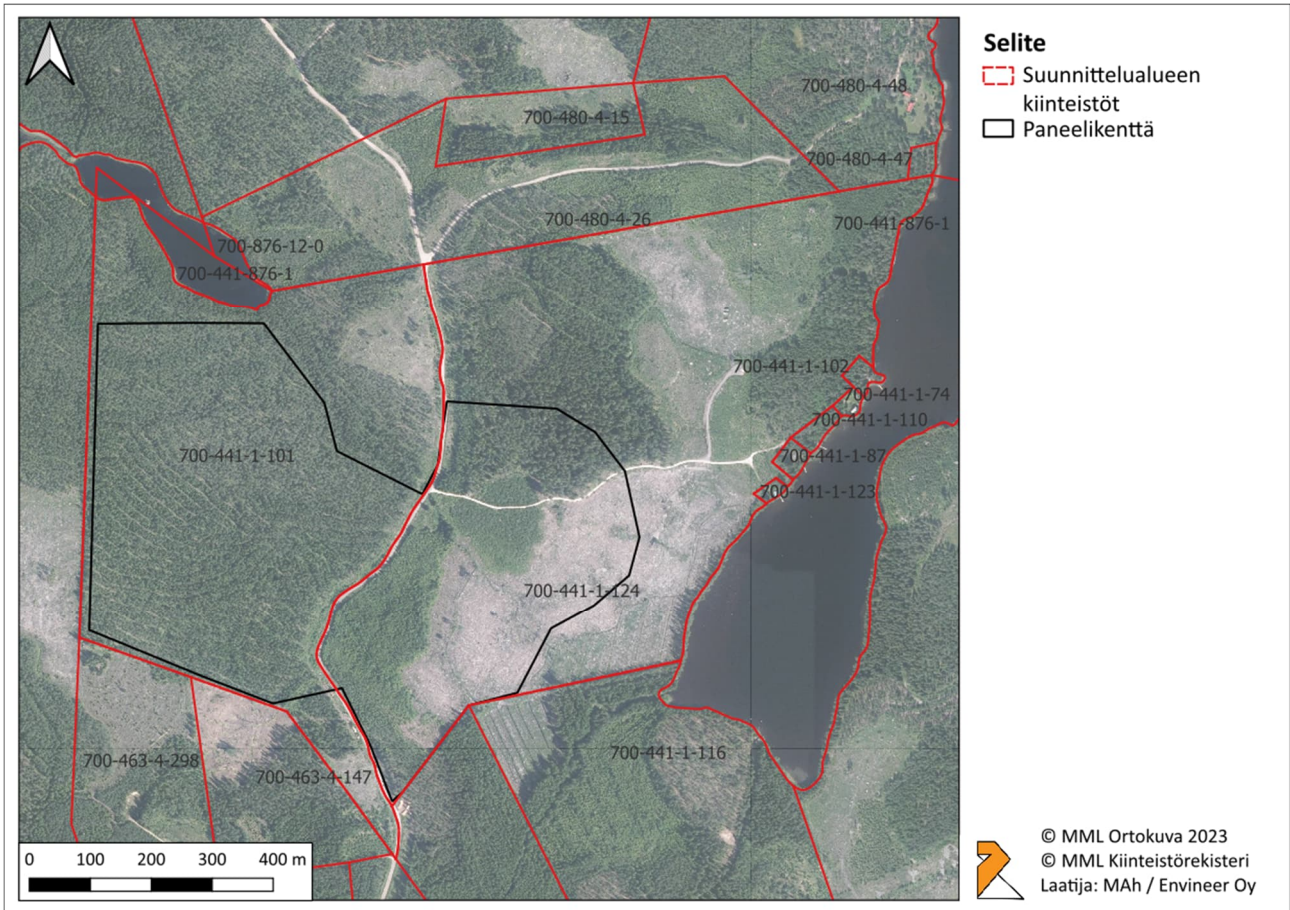 Selite
Suunnittelualueen
kiinteistöt
Paneelikenttä
700-480-4-48
700-480-4-15
700-480-4-47
700-480-4-26
700-441-876-1
700-876-12-0
700-441-876-1
700-441-1-102
700-441-1-74
700-441-1-110
700-441-1-101
700-441-1-87
700-441-1-123
700-441-1-124
700-441-1-116
700-463-4-298
700-463-4-147
0 100 200 300 400 m
© MML Ortokuva 2023
© MML Kiinteistörekisteri
Laatija: MAh / Envineer Oy